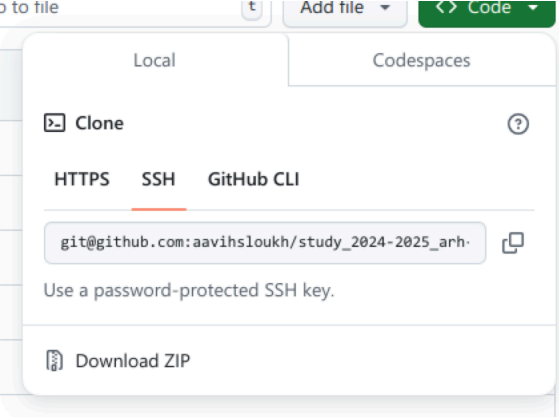 to file t Add file <> Code
Local Codespaces
Clone
HTTPS SSH GitHub CLI
git@github.com:aavihsloukh/study_2024-2025_arh-
Use a password-protected SSH key.
Download ZIP